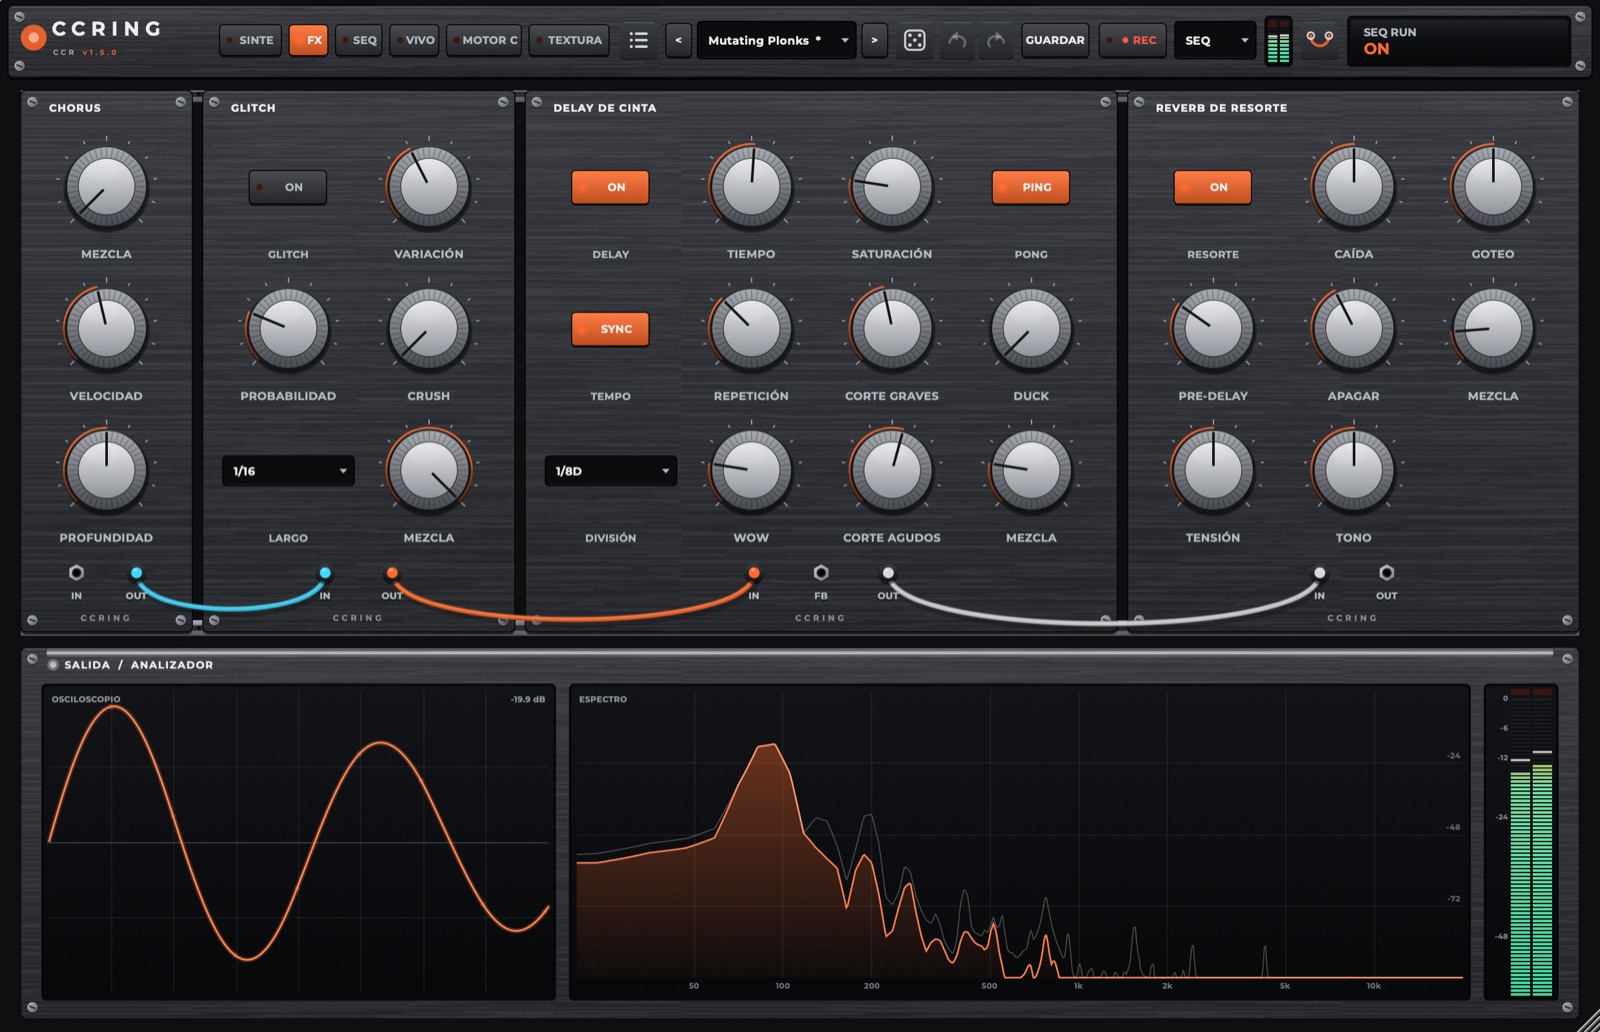 CCRING
CCR v1.5.0
SINTE
FX
SEQ
VIVO
MOTOR C
TEXTURA
<
Mutating Plonks *
>
GUARDAR
REC
SEQ
SEQ RUN
ON
CHORUS
GLITCH
DELAY DE CINTA
REVERB DE RESORTE
ON
ON
PING
ON
MEZCLA
GLITCH
VARIACIÓN
DELAY
TIEMPO
SATURACIÓN
PONG
RESORTE
CAÍDA
GOTEO
SYNC
VELOCIDAD
PROBABILIDAD
CRUSH
TEMPO
REPETICIÓN
CORTE GRAVES
DUCK
PRE-DELAY
APAGAR
MEZCLA
1/16
1/8D
PROFUNDIDAD
LARGO
MEZCLA
DIVISIÓN
WOW
CORTE AGUDOS
MEZCLA
TENSIÓN
TONO
IN
OUT
IN
OUT
IN
FB
OUT
IN
OUT
CCRING
CCRING
CCRING
CCRING
SALIDA / ANALIZADOR
OSCILOSCOPIO
-19.9 dB
ESPECTRO
-24
-48
-72
50
100
200
500
1k
2k
5k
10k
0
-6
-12
-24
-48